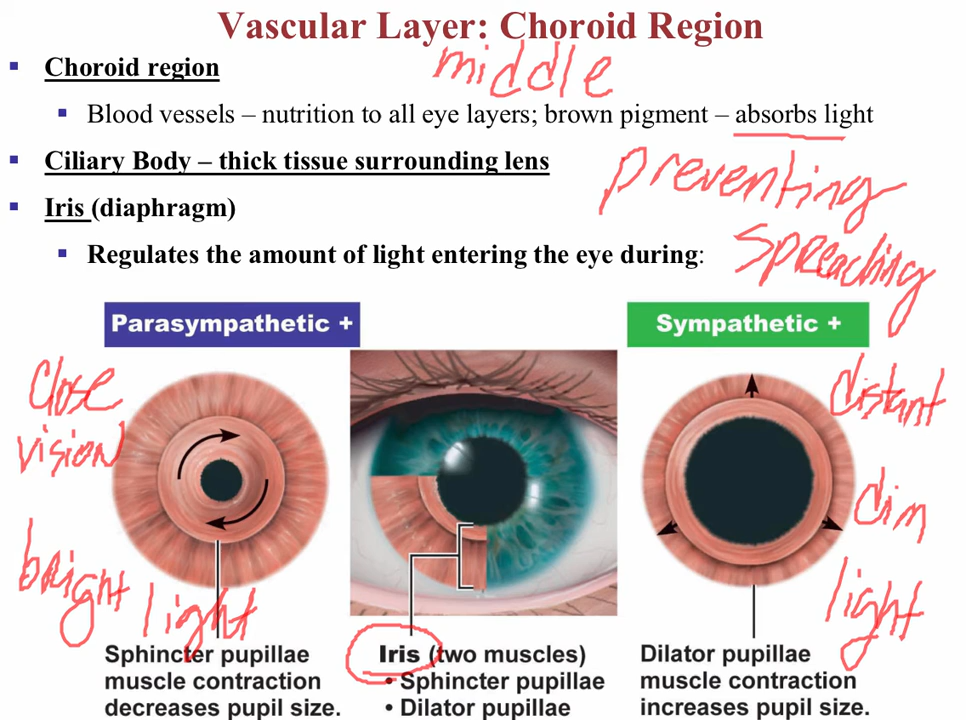 Vascular Layer: Choroid Region
middle
▪ Choroid region
▪ Blood vessels – nutrition to all eye layers; brown pigment – absorbs light
▪ Ciliary Body – thick tissue surrounding lens
preventing
▪ Iris (diaphragm)
▪ Regulates the amount of light entering the eye during:
spreading
Parasympathetic +
Sympathetic +
close
vision
distant
dim
bright light
light
Sphincter pupillae
muscle contraction
decreases pupil size.
Iris (two muscles)
• Sphincter pupillae
• Dilator pupillae
Dilator pupillae
muscle contraction
increases pupil size.